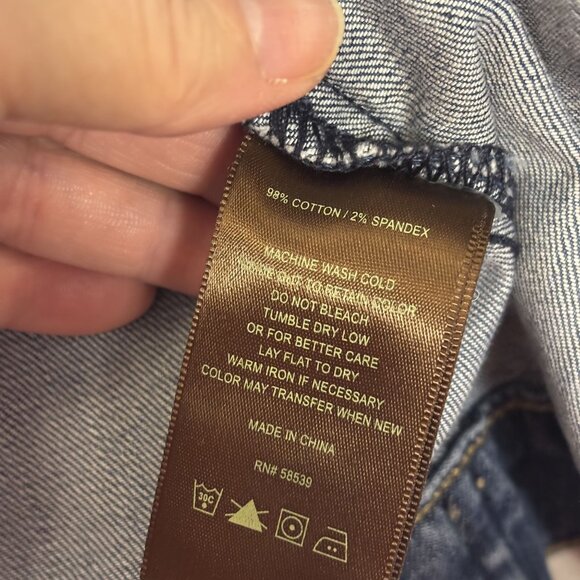 98% COTTON / 2% SPANDEX
MACHINE WASH COLD
INSIDE OUT TO RETAIN COLOR
DO NOT BLEACH
TUMBLE DRY LOW
OR FOR BETTER CARE
LAY FLAT TO DRY
WARM IRON IF NECESSARY
COLOR MAY TRANSFER WHEN NEW
MADE IN CHINA
RN# 58539
30C